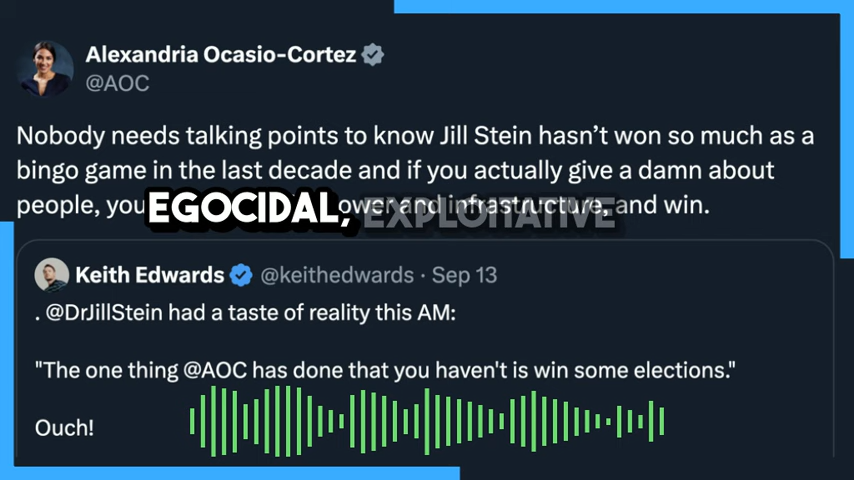 Alexandria Ocasio-Cortez
@AOC
Nobody needs talking points to know Jill Stein hasn’t won so much as a
bingo game in the last decade and if you actually give a damn about
people, you ower and infrastructure, and win.
EGOCIDAL, EXPLOITATIVE
Keith Edwards @keithedwards · Sep 13
. @DrJillStein had a taste of reality this AM:
"The one thing @AOC has done that you haven't is win some elections."
Ouch!